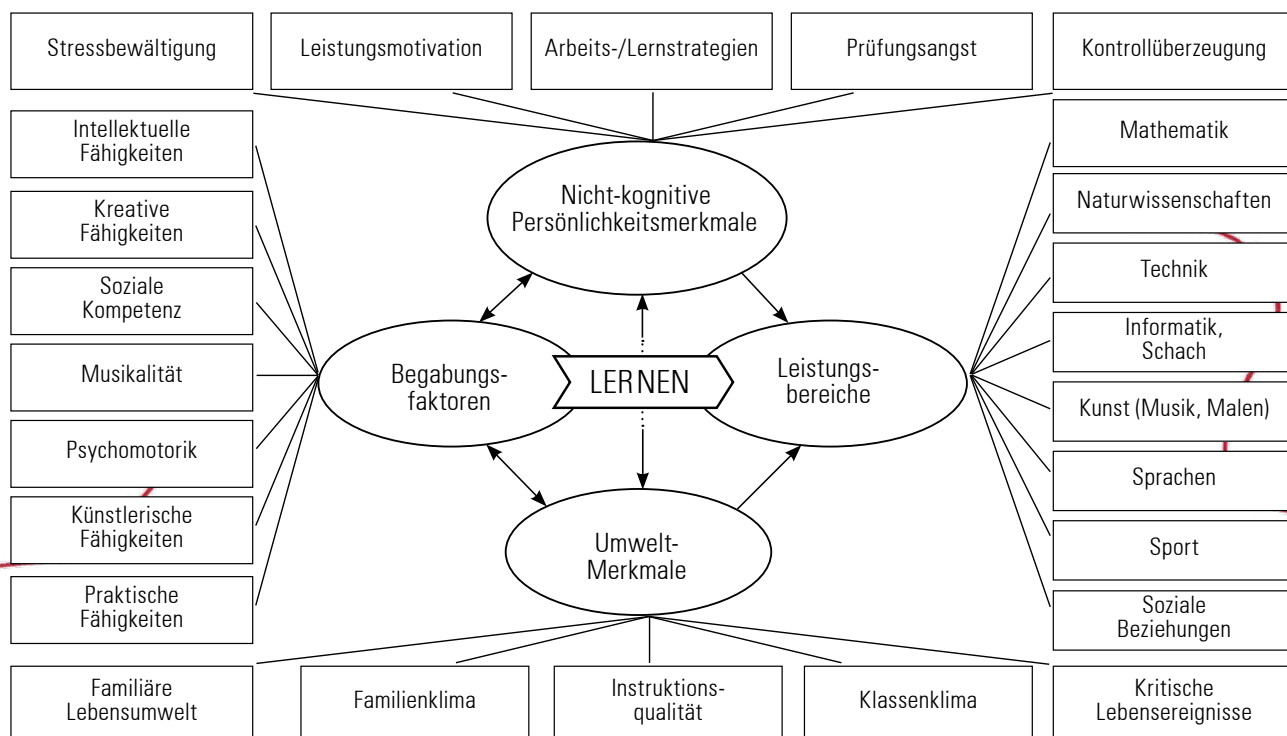 Stressbewältigung
Leistungsmotivation
Arbeits-/Lernstrategien
Prüfungsangst
Kontrollüberzeugung
Intellektuelle
Fähigkeiten
Kreative
Fähigkeiten
Soziale
Kompetenz
Musikalität
Psychomotorik
Künstlerische
Fähigkeiten
Praktische
Fähigkeiten
Nicht-kognitive
Persönlichkeitsmerkmale
Begabungs-
faktoren
LERNEN
Leistungs-
bereiche
Umwelt-
Merkmale
Mathematik
Naturwissenschaften
Technik
Informatik,
Schach
Kunst (Musik, Malen)
Sprachen
Sport
Soziale
Beziehungen
Familiäre
Lebensumwelt
Familienklima
Instruktions-
qualität
Klassenklima
Kritische
Lebensereignisse